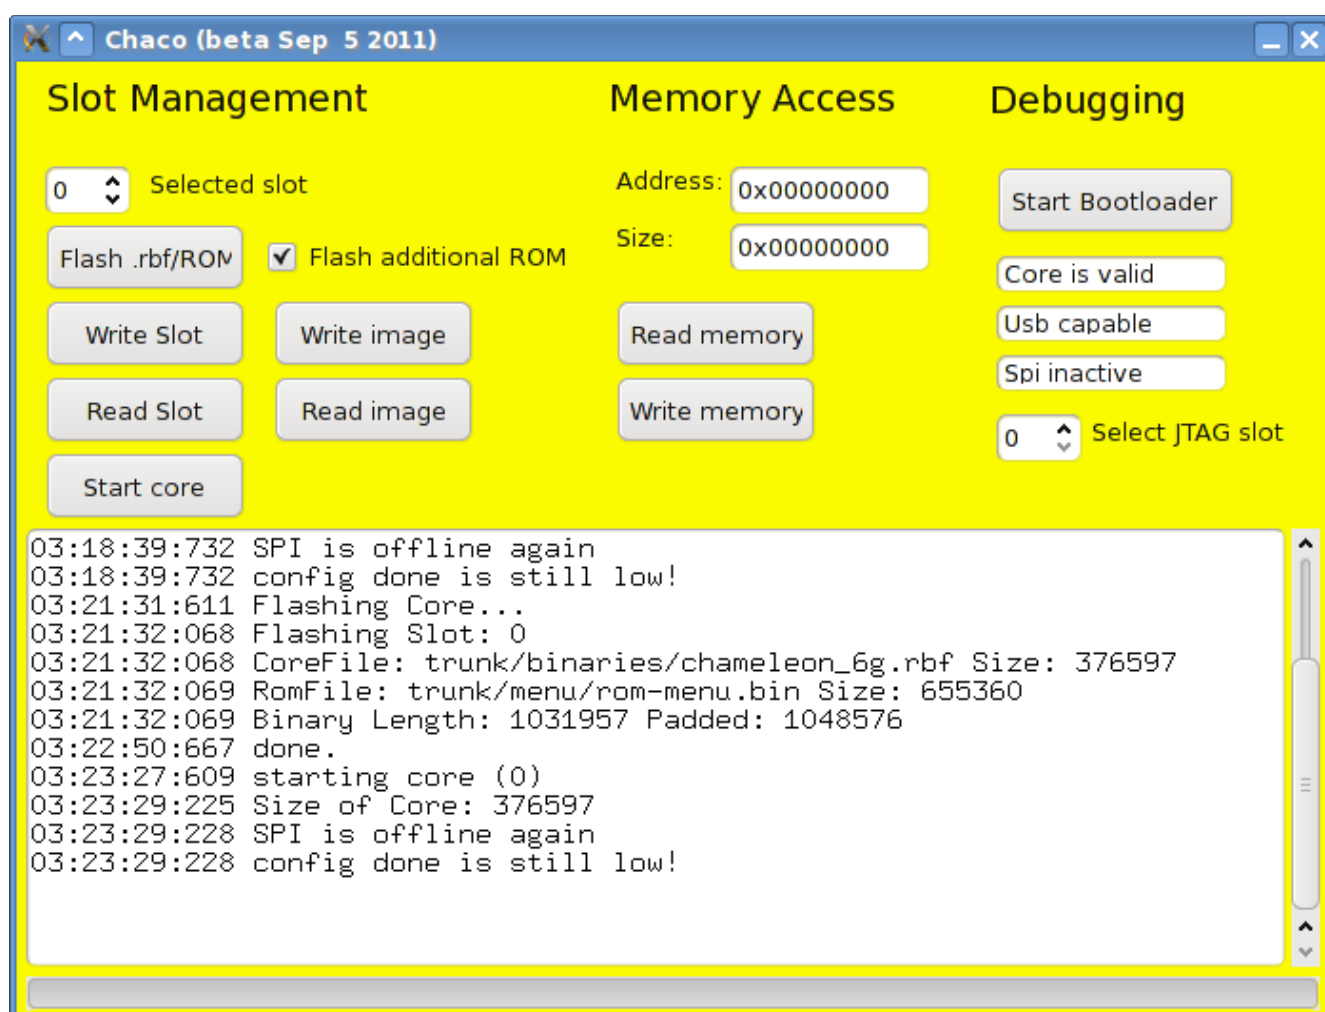 Chaco (beta Sep  5 2011)
Slot Management
Memory Access
Debugging
0
Selected slot
Address:
0x00000000
Start Bootloader
Flash .rbf/ROM
Flash additional ROM
Size:
0x00000000
Core is valid
Write Slot
Write image
Read memory
Usb capable
Spi inactive
Read Slot
Read image
Write memory
0
Select JTAG slot
Start core
03:18:39:732 SPI is offline again
03:18:39:732 config done is still low!
03:21:31:611 Flashing Core...
03:21:32:068 Flashing Slot: 0
03:21:32:068 CoreFile: trunk/binaries/chameleon_6g.rbf Size: 376597
03:21:32:069 RomFile: trunk/menu/rom-menu.bin Size: 655360
03:21:32:069 Binary Length: 1031957 Padded: 1048576
03:22:50:667 done.
03:23:27:609 starting core (0)
03:23:29:225 Size of Core: 376597
03:23:29:228 SPI is offline again
03:23:29:228 config done is still low!